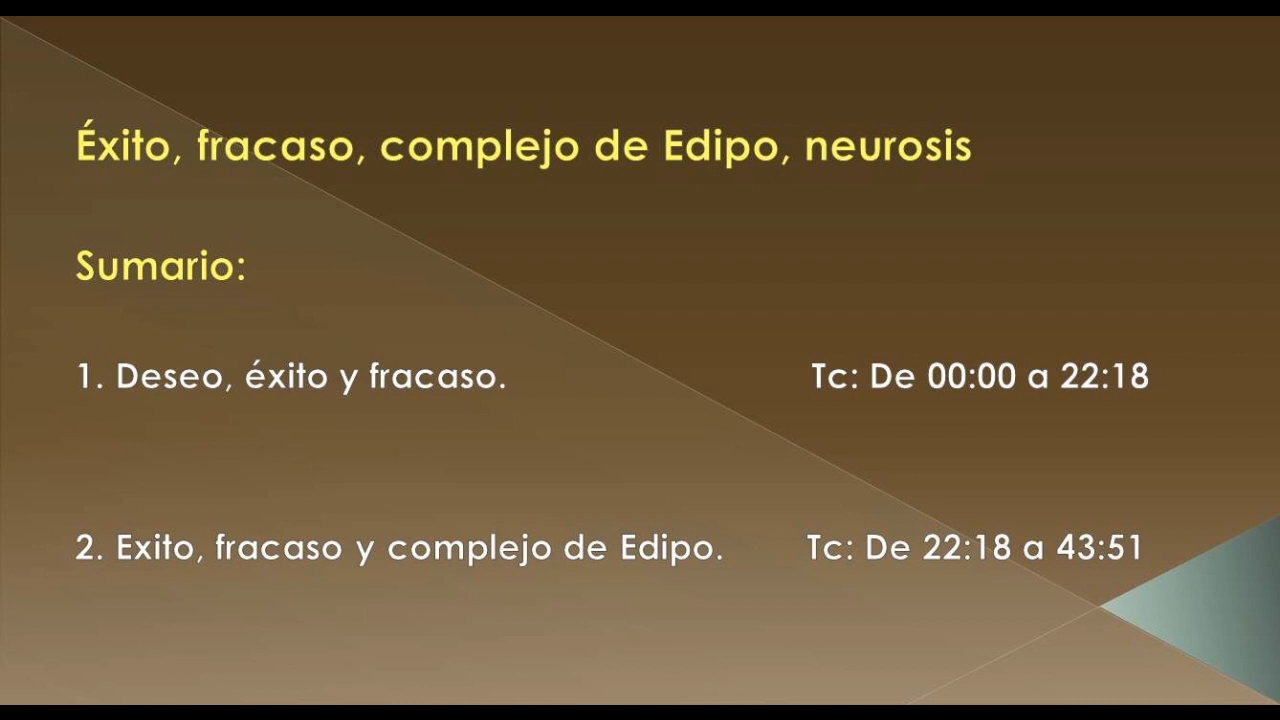 Éxito, fracaso, complejo de Edipo, neurosis
Sumario:
1. Deseo, éxito y fracaso. Tc: De 00:00 a 22:18
2. Exito, fracaso y complejo de Edipo. Tc: De 22:18 a 43:51